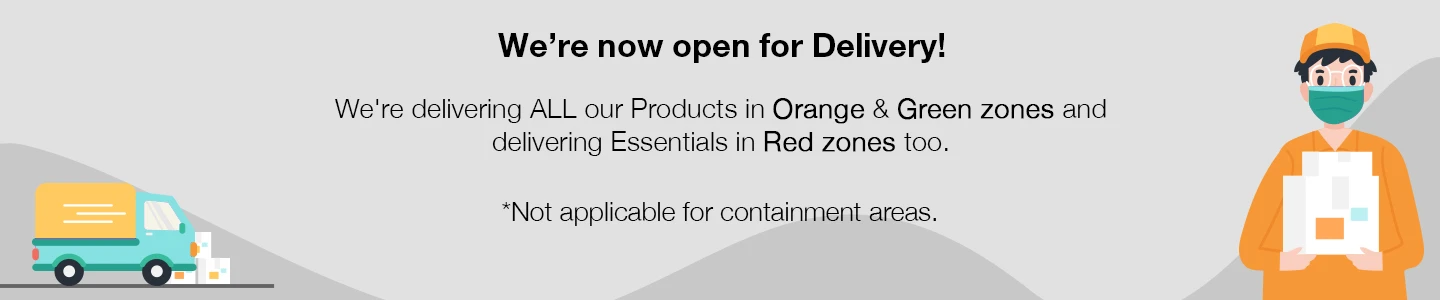 We’re now open for Delivery!
We're delivering ALL our Products in Orange & Green zones and
delivering Essentials in Red zones too.
*Not applicable for containment areas.